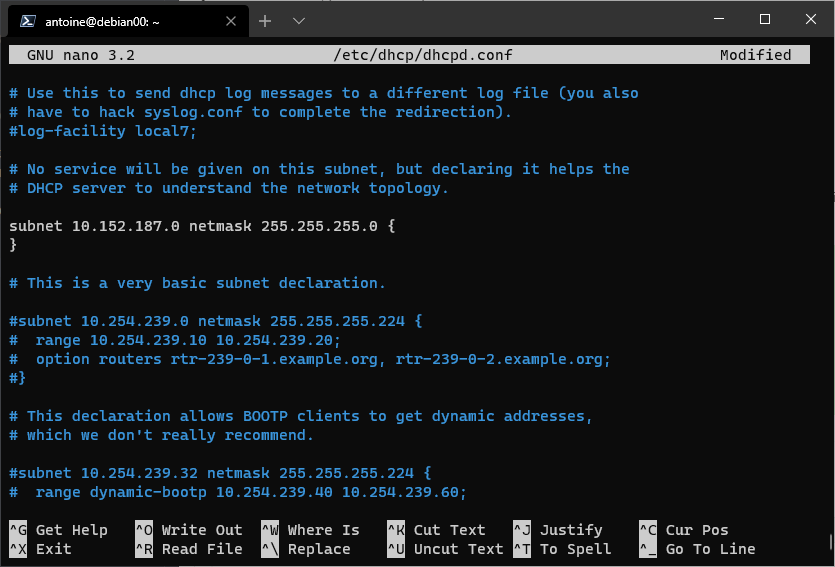 antoine@debian00: ~
GNU nano 3.2 /etc/dhcp/dhcpd.conf Modified
# Use this to send dhcp log messages to a different log file (you also
# have to hack syslog.conf to complete the redirection).
#log-facility local7;
# No service will be given on this subnet, but declaring it helps the
# DHCP server to understand the network topology.
subnet 10.152.187.0 netmask 255.255.255.0 {
}
# This is a very basic subnet declaration.
#subnet 10.254.239.0 netmask 255.255.255.224 {
#  range 10.254.239.10 10.254.239.20;
#  option routers rtr-239-0-1.example.org, rtr-239-0-2.example.org;
#}
# This declaration allows BOOTP clients to get dynamic addresses,
# which we don't really recommend.
#subnet 10.254.239.32 netmask 255.255.255.224 {
#  range dynamic-bootp 10.254.239.40 10.254.239.60;
^G Get Help ^O Write Out ^W Where Is ^K Cut Text ^J Justify ^C Cur Pos
^X Exit ^R Read File ^\ Replace ^U Uncut Text ^T To Spell ^_ Go To Line